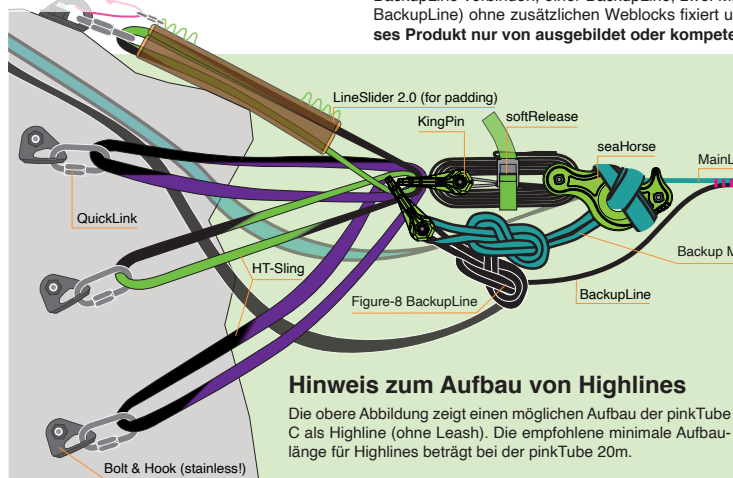 BackupLine) ohne zusätzlichen Weblocks fixiert
ses Produkt nur von ausgebildet oder
LineSlider 2.0 (for padding)
KingPin
softRelease
seaHorse
QuickLink
HT-Sling
Figure-8 BackupLine
Backup
BackupLine
Hinweis zum Aufbau von Highlines
Die obere Abbildung zeigt einen möglichen Aufbau der pinkTube
C als Highline (ohne Leash). Die empfohlene minimale Aufbau-
länge für Highlines beträgt bei der pinkTube 20m.
Bolt & Hook (stainless!)